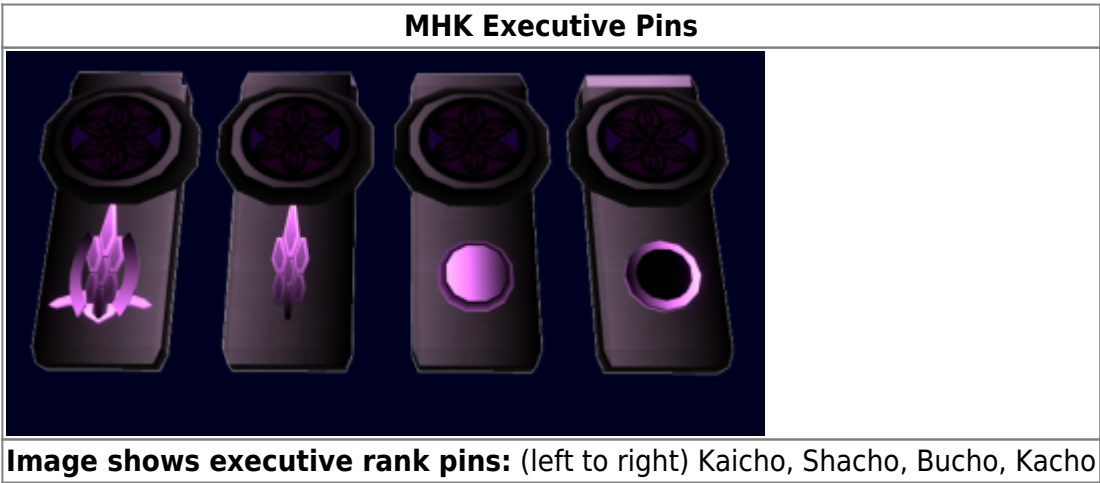 MHK Executive Pins
Image shows executive rank pins: (left to right) Kaicho, Shacho, Bucho, Kacho